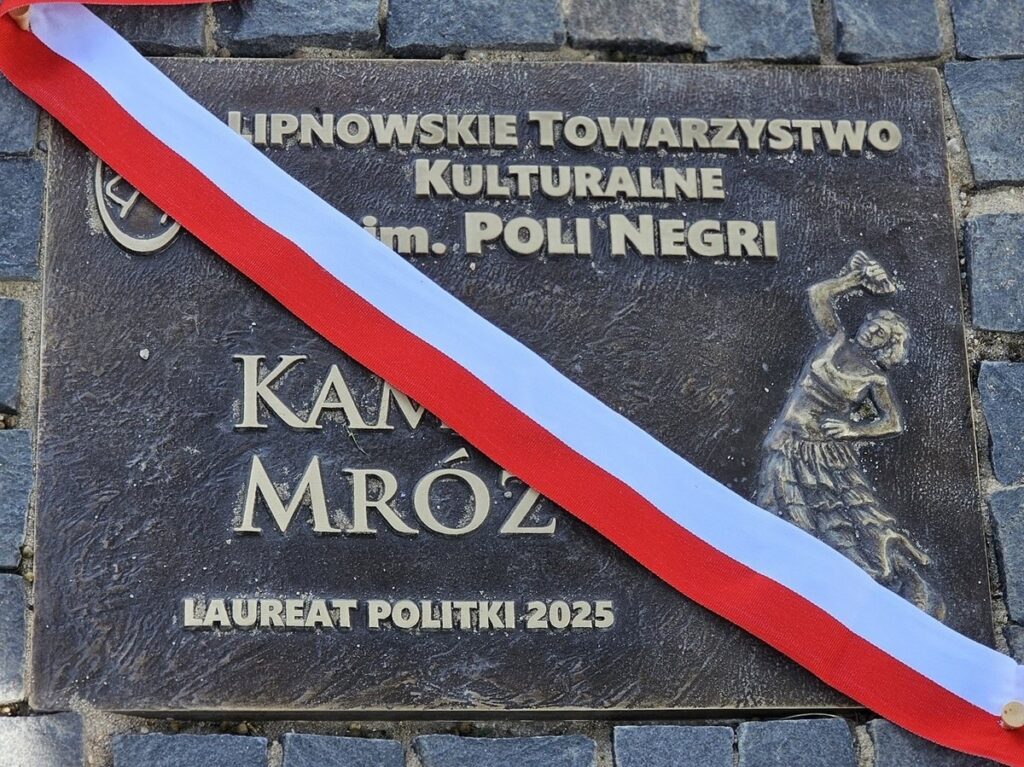 LIPNOWSKIE TOWARZYSTWO
KULTURALNE
im. POLI NEGRI
MRÓZ
LAUREAT POLITKI 2025